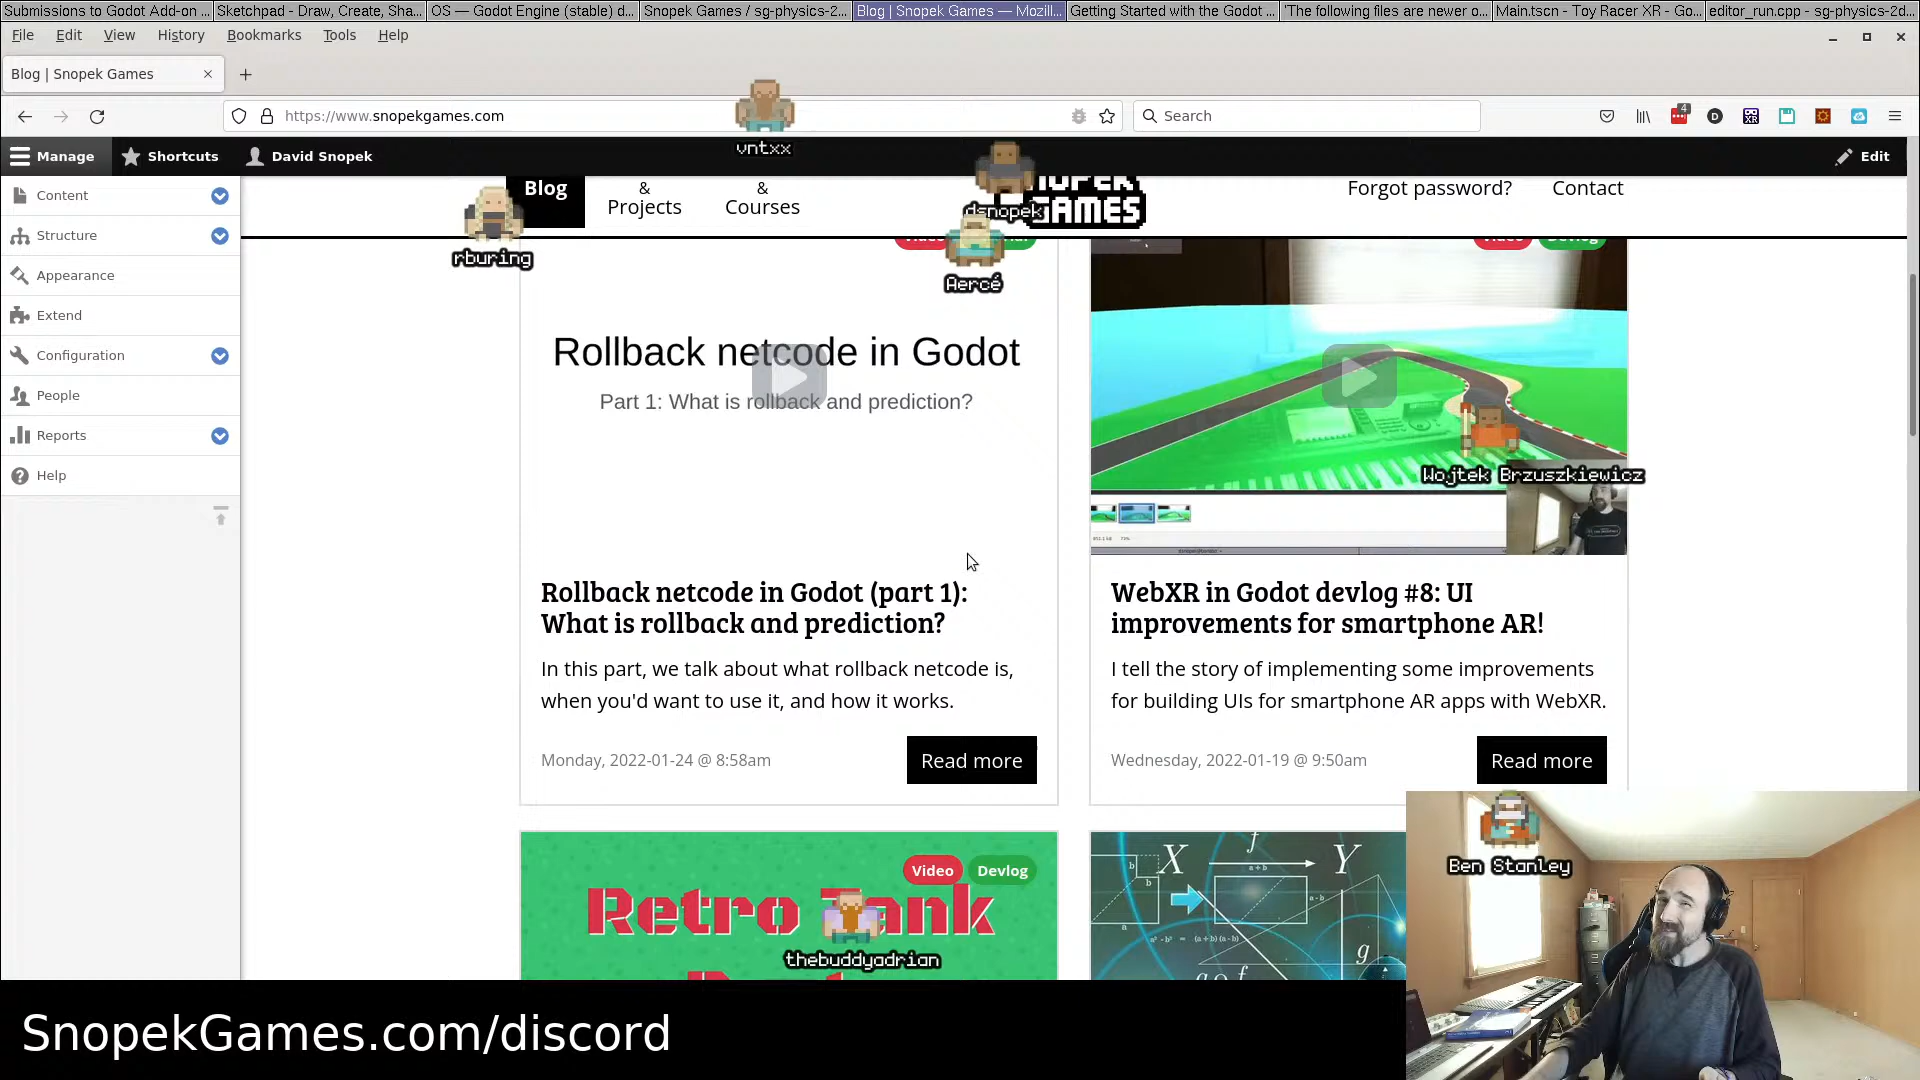 Submissions to Godot Add-on ...
Sketchpad - Draw, Create, Sha...
OS — Godot Engine (stable) d...
Snopek Games / sg-physics-2...
Blog | Snopek Games — Mozill...
Getting Started with the Godot ...
'The following files are newer o...
Main.tscn - Toy Racer XR - Go...
editor_run.cpp - sg-physics-2d...
File Edit View History Bookmarks Tools Help
Blog | Snopek Games
https://www.snopekgames.com
Search
4
D
XR
vntxx
Manage
Shortcuts
David Snopek
Edit
Content
Structure
Appearance
Extend
Configuration
People
Reports
Help
Blog
& Projects
& Courses
GAMES
Forgot password?
Contact
dsnopek
rburing
Aercé
Rollback netcode in Godot
Part 1: What is rollback and prediction?
Wojtek Brzuszkiewicz
Rollback netcode in Godot (part 1):
What is rollback and prediction?
In this part, we talk about what rollback netcode is,
when you'd want to use it, and how it works.
Monday, 2022-01-24 @ 8:58am
Read more
WebXR in Godot devlog #8: UI
improvements for smartphone AR!
I tell the story of implementing some improvements
for building UIs for smartphone AR apps with WebXR.
Wednesday, 2022-01-19 @ 9:50am
Read more
Ben Stanley
Video
Devlog
Retro
thebuddyadrian
X f Y
a+b
b
b
a
a-b
g
SnopekGames.com/discord